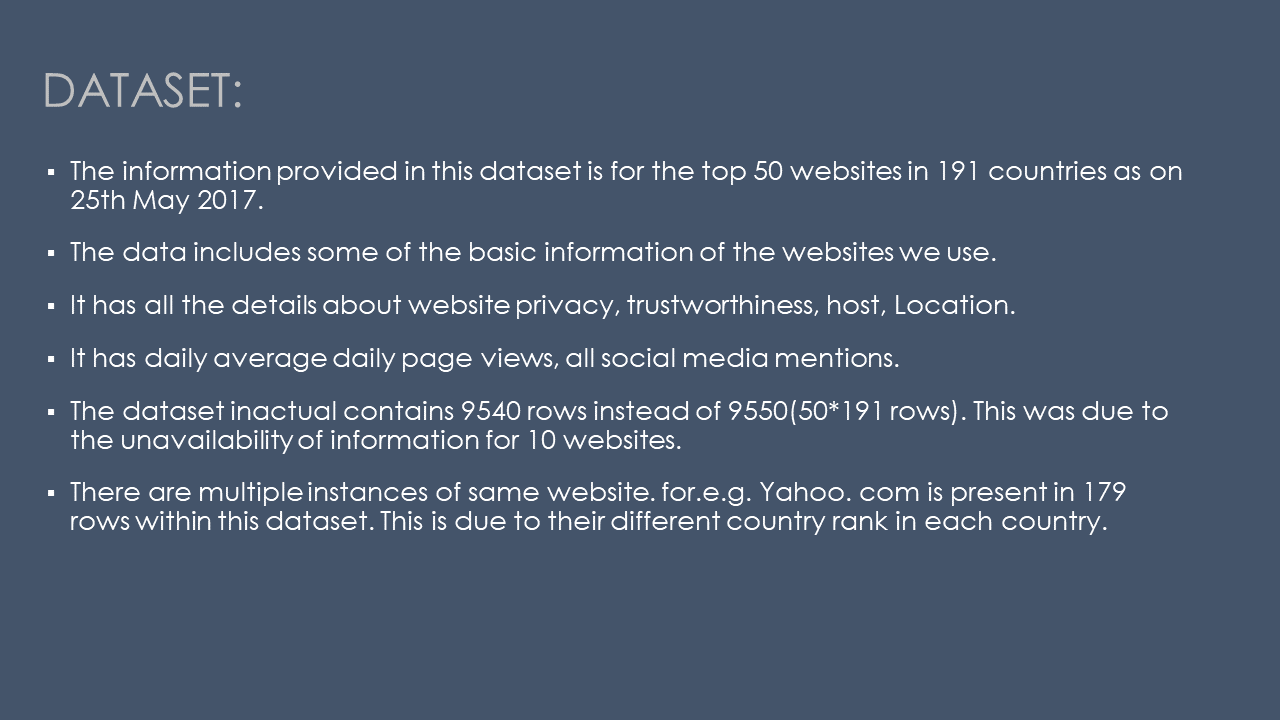 DATASET:
▪ The information provided in this dataset is for the top 50 websites in 191 countries as on
25th May 2017.
▪ The data includes some of the basic information of the websites we use.
▪ It has all the details about website privacy, trustworthiness, host, Location.
▪ It has daily average daily page views, all social media mentions.
▪ The dataset inactual contains 9540 rows instead of 9550(50*191 rows). This was due to
the unavailability of information for 10 websites.
▪ There are multiple instances of same website. for.e.g. Yahoo. com is present in 179
rows within this dataset. This is due to their different country rank in each country.